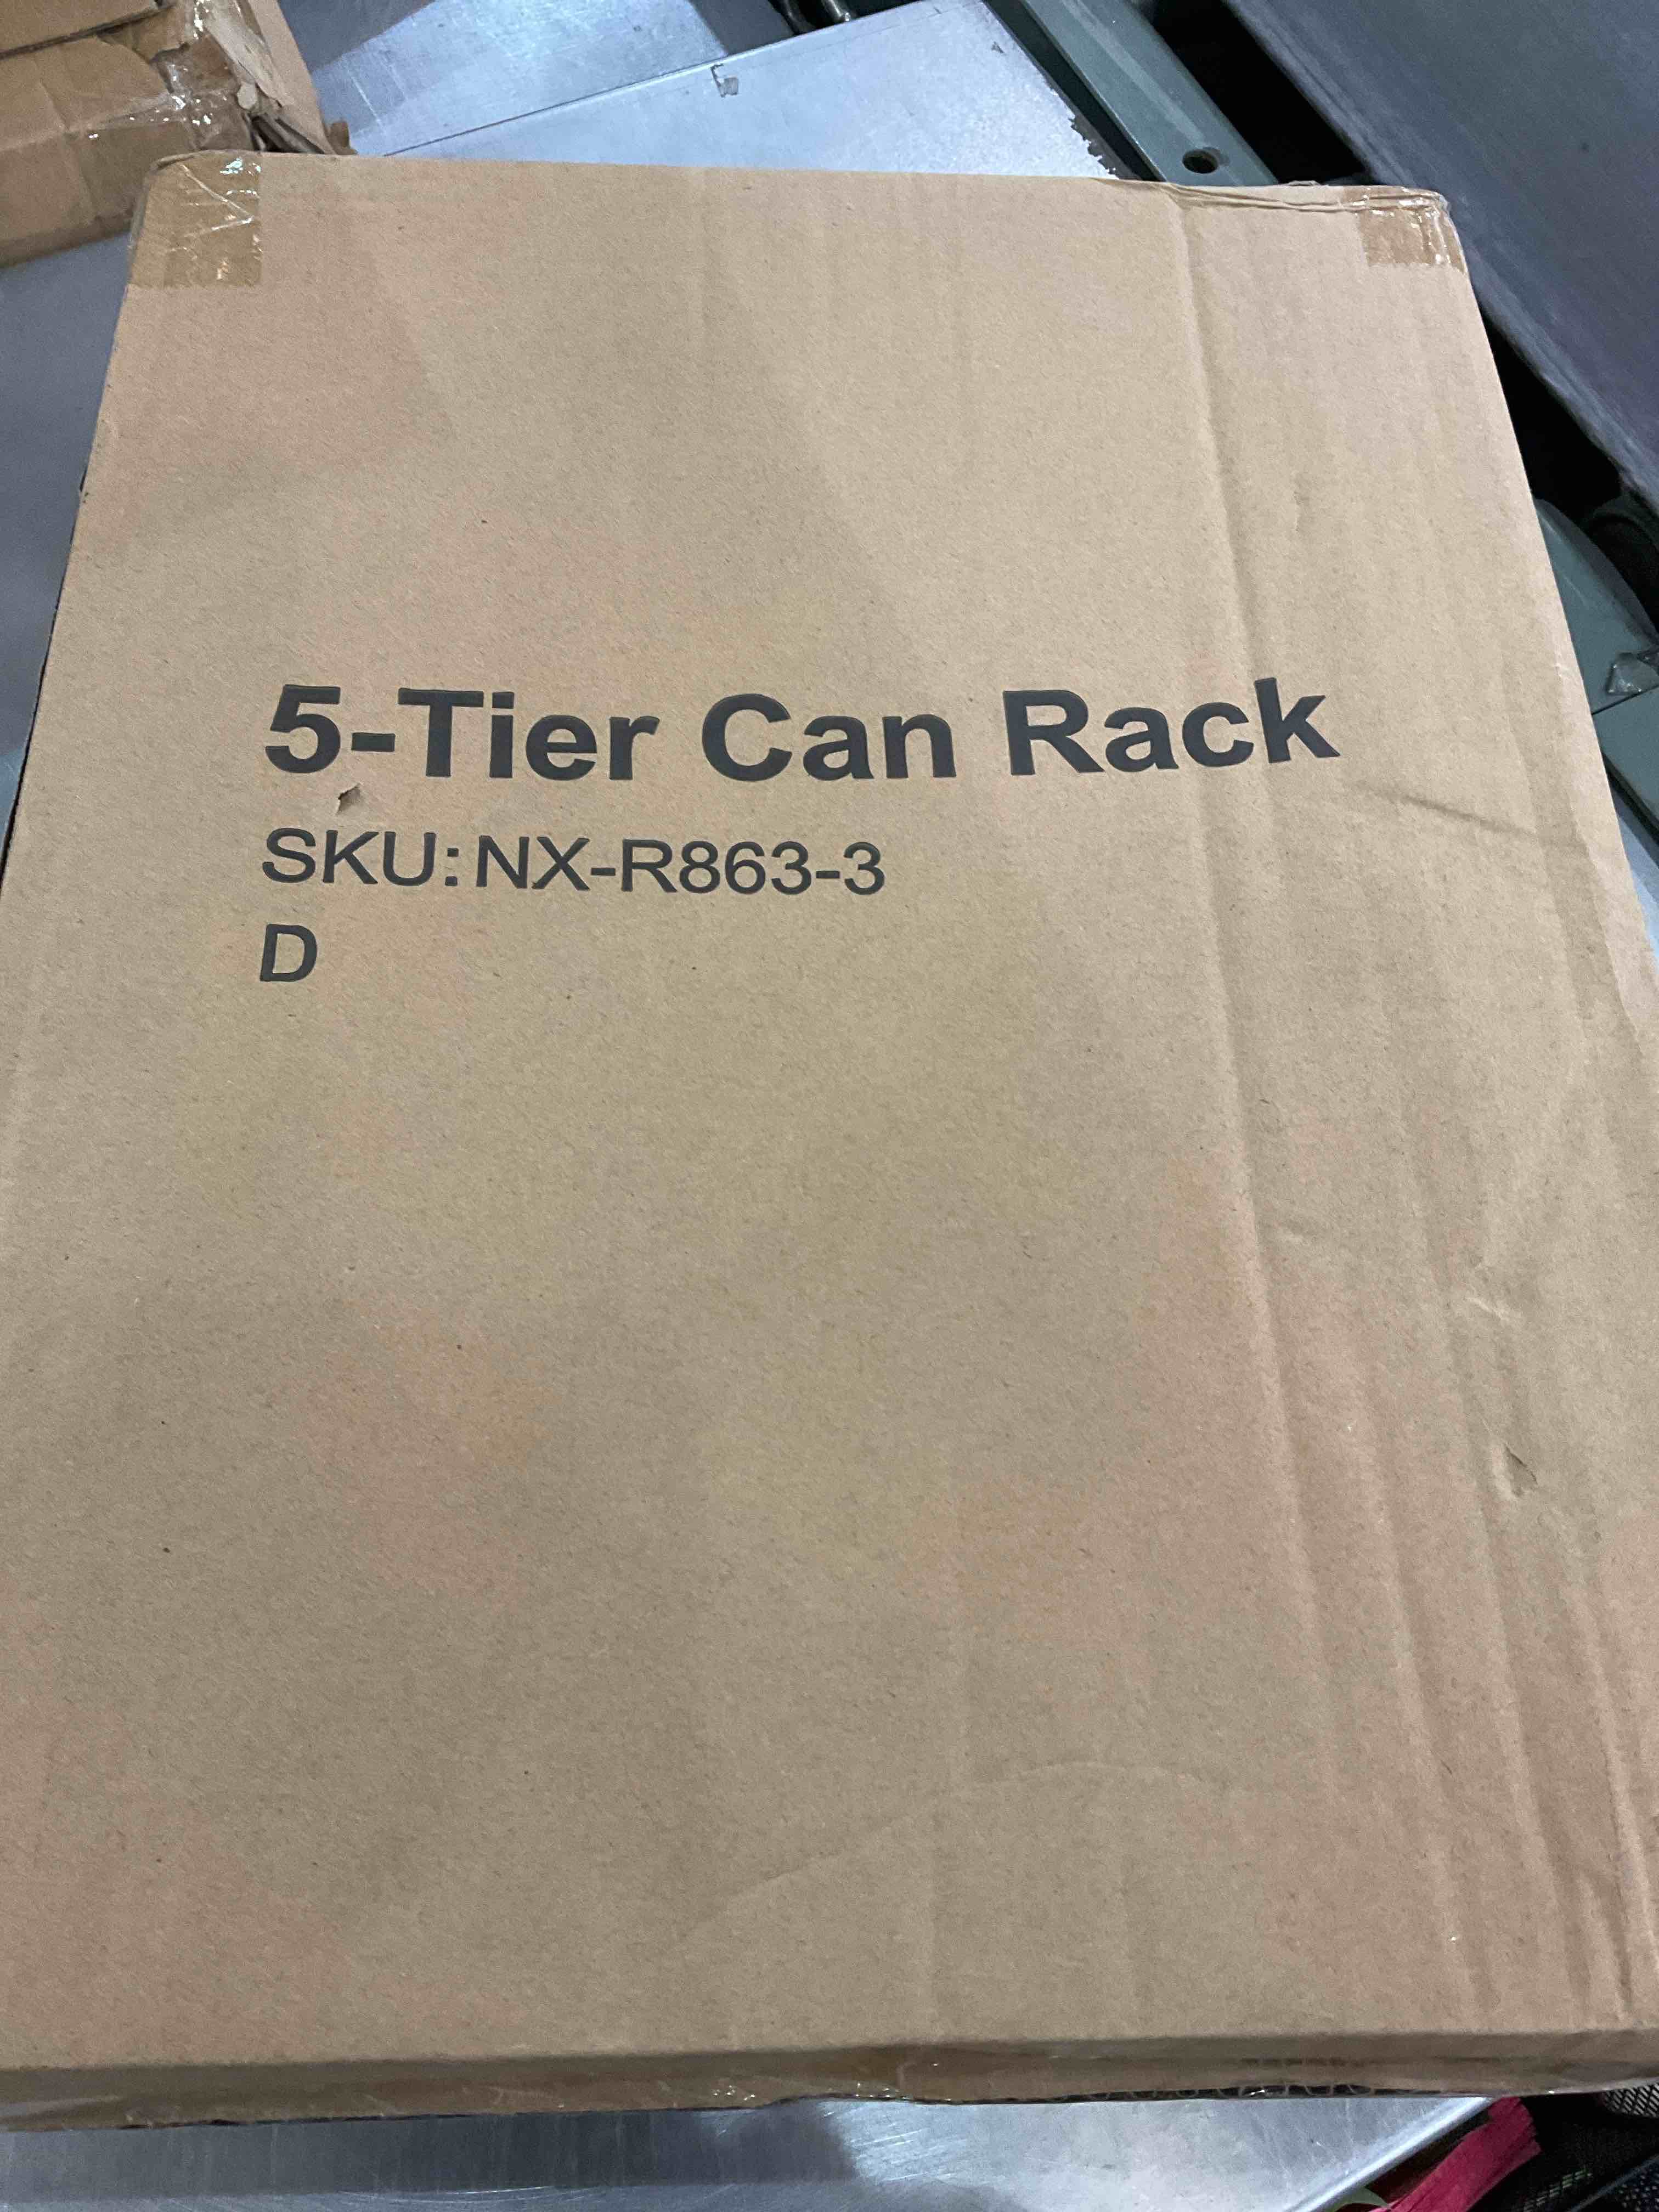 5-Tier Can Rack
SKU: NX-R863-3
D